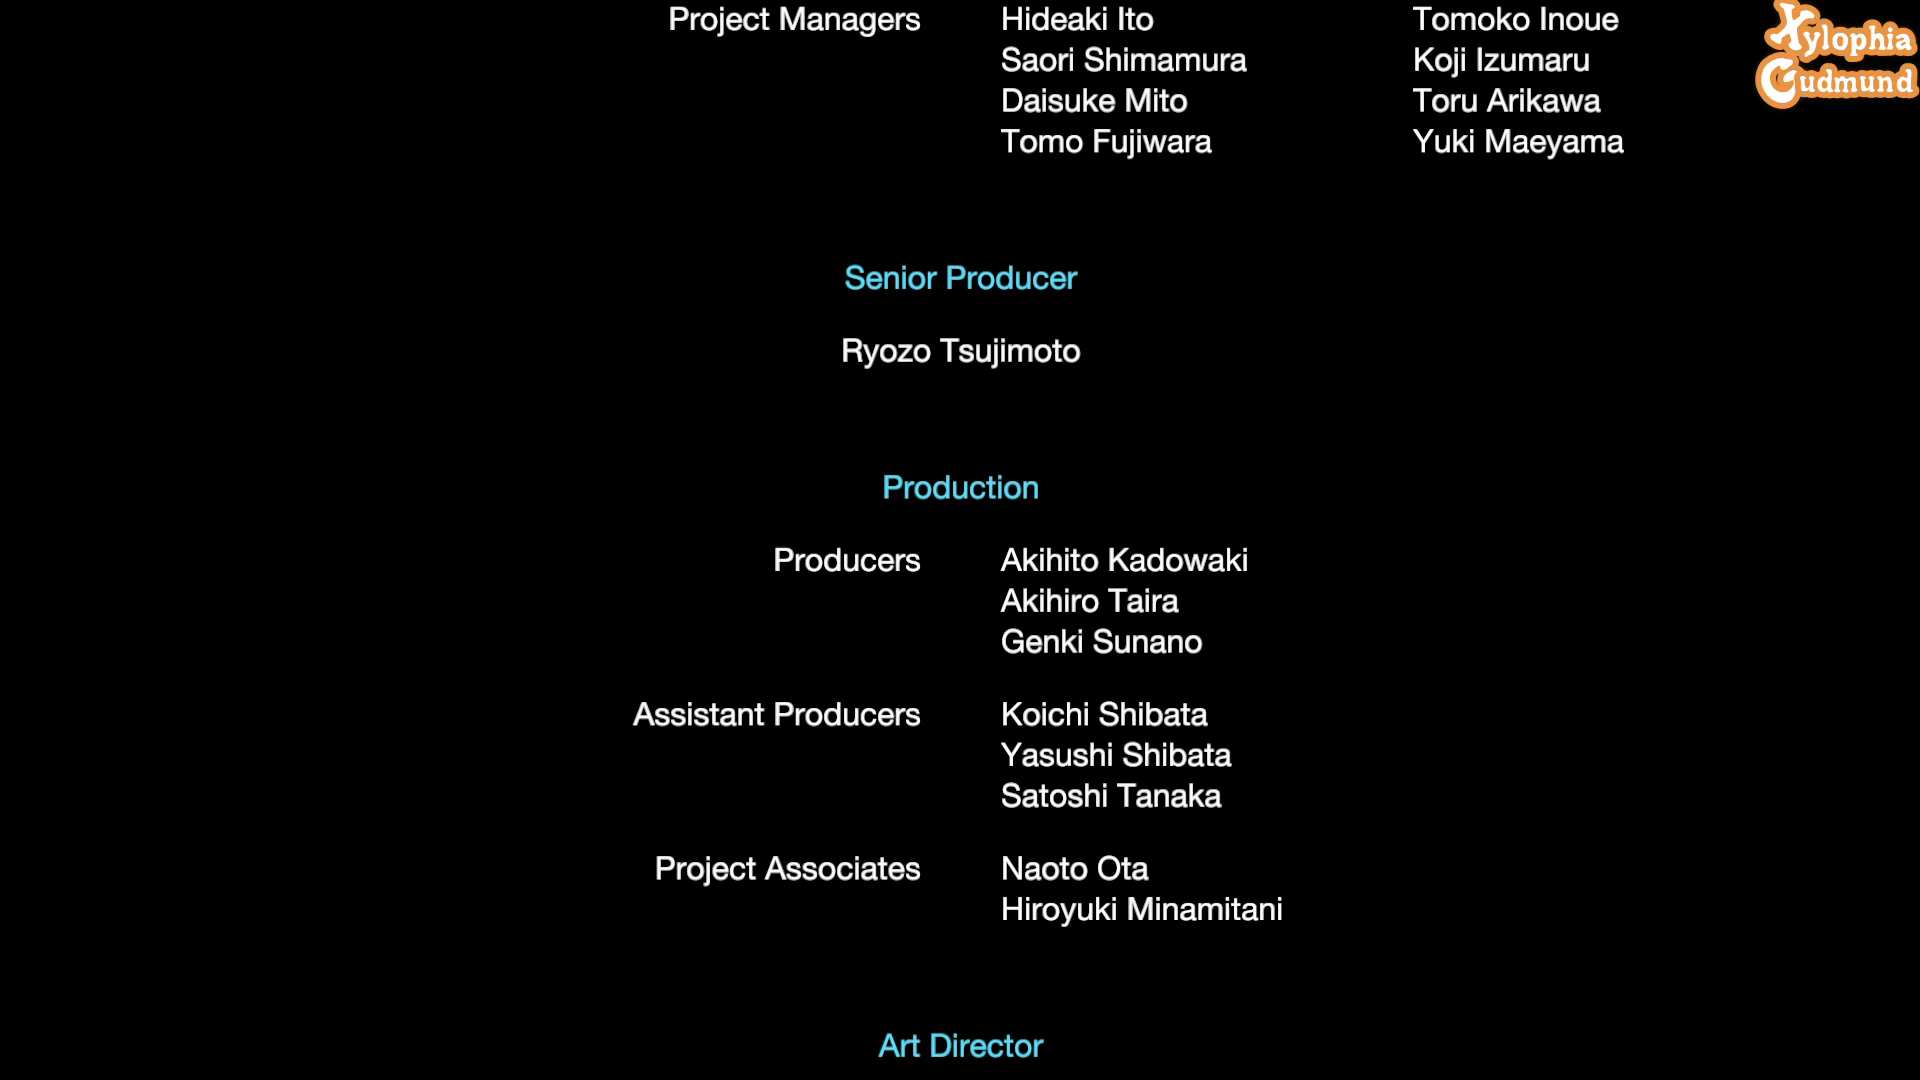 Project Managers Hideaki Ito Tomoko Inoue
Saori Shimamura Koji Izumaru
Daisuke Mito Toru Arikawa
Tomo Fujiwara Yuki Maeyama
Xylophia
Gudmund
Senior Producer
Ryozo Tsujimoto
Production
Producers Akihito Kadowaki
Akihiro Taira
Genki Sunano
Assistant Producers Koichi Shibata
Yasushi Shibata
Satoshi Tanaka
Project Associates Naoto Ota
Hiroyuki Minamitani
Art Director